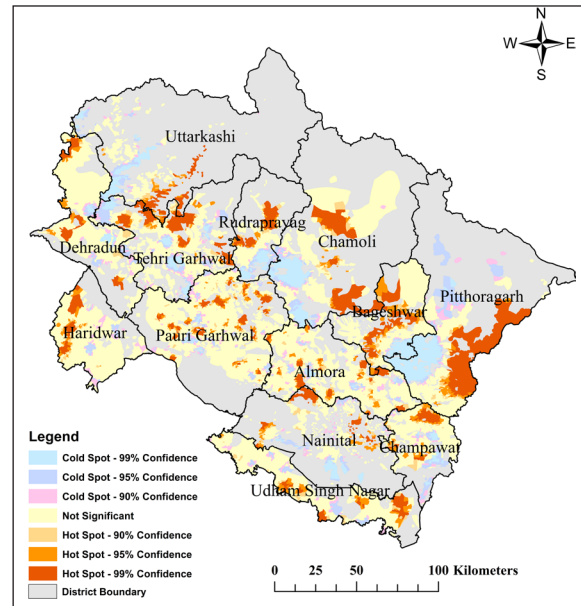 N
W E
S
Uttarkashi
Rudraprayag
Chamoli
Dehradun
Tehri Garhwal
Pitthoragarh
Bageshwar
Haridwar
Pauri Garhwal
Almora
Nainital
Champawat
Udham Singh Nagar
Legend
Cold Spot - 99% Confidence
Cold Spot - 95% Confidence
Cold Spot - 90% Confidence
Not Significant
Hot Spot - 90% Confidence
Hot Spot - 95% Confidence
Hot Spot - 99% Confidence
District Boundary
0 25 50 100 Kilometers